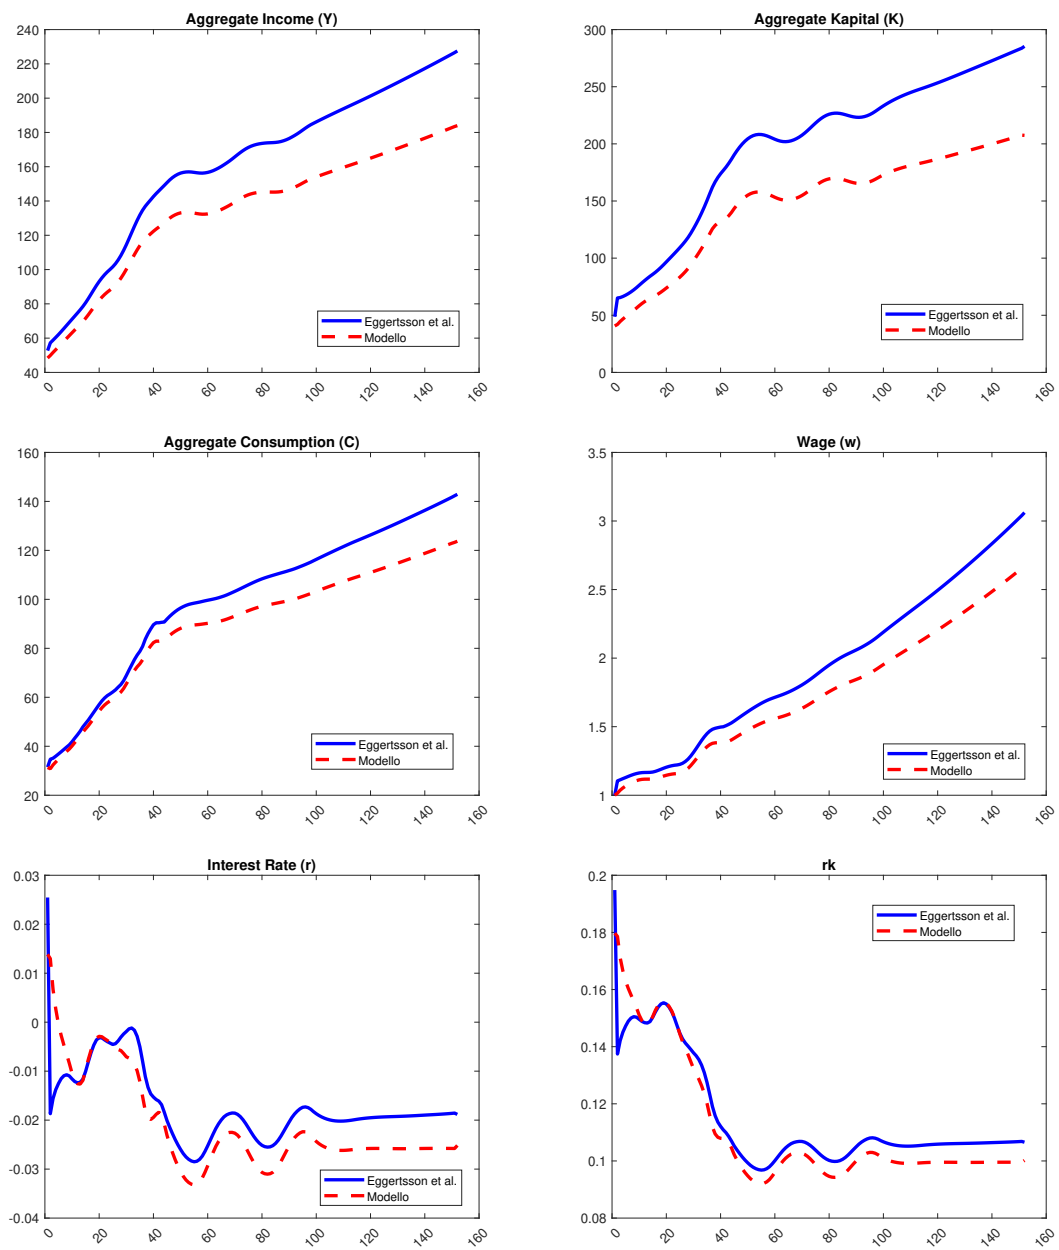 Aggregate Income (Y)
240
220
200
180
160
140
120
100
80
60
40
0 20 40 60 80 100 120 140 160
Eggertsson et al.
Modello
Aggregate Kapital (K)
300
250
200
150
100
50
0
0 20 40 60 80 100 120 140 160
Eggertsson et al.
Modello
Aggregate Consumption (C)
160
140
120
100
80
60
40
20
0 20 40 60 80 100 120 140 160
Eggertsson et al.
Modello
Wage (w)
3.5
3
2.5
2
1.5
1
0 20 40 60 80 100 120 140 160
Eggertsson et al.
Modello
Interest Rate (r)
0.03
0.02
0.01
0
-0.01
-0.02
-0.03
-0.04
0 20 40 60 80 100 120 140 160
Eggertsson et al.
Modello
rk
0.2
0.18
0.16
0.14
0.12
0.1
0.08
0 20 40 60 80 100 120 140 160
Eggertsson et al.
Modello